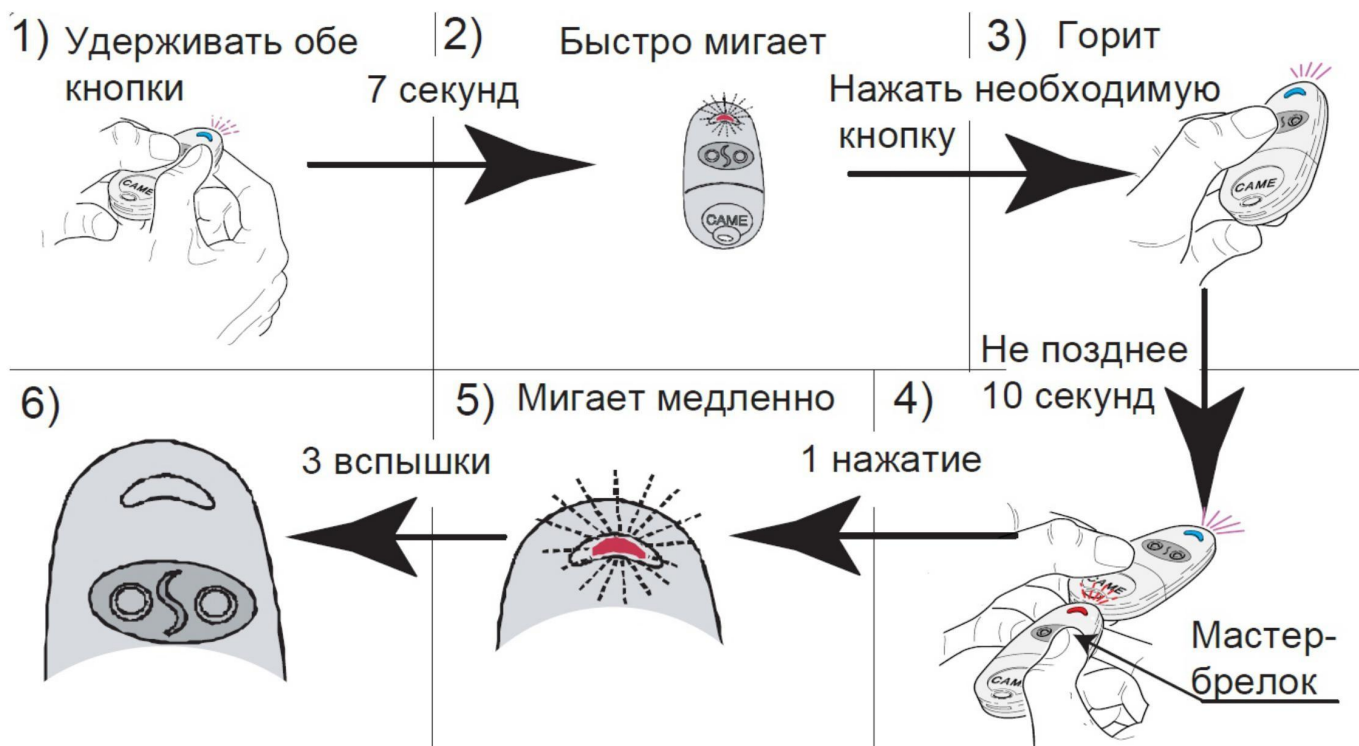 1) Удерживать обе
кнопки
7 секунд
2) Быстро мигает
Нажать необходимую
кнопку
3) Горит
Не позднее
10 секунд
4)
1 нажатие
Мастер-
брелок
5) Мигает медленно
3 вспышки
6)
CAME
CAME
CAME
CAME
CAME